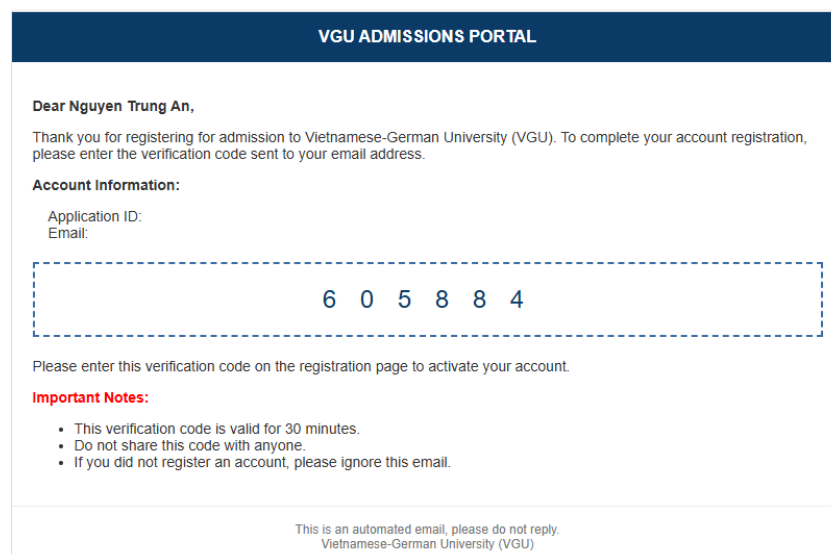 VGU ADMISSIONS PORTAL
Dear Nguyen Trung An,
Thank you for registering for admission to Vietnamese-German University (VGU). To complete your account registration,
please enter the verification code sent to your email address.
Account Information:
Application ID:
Email:
6 0 5 8 8 4
Please enter this verification code on the registration page to activate your account.
Important Notes:
• This verification code is valid for 30 minutes.
• Do not share this code with anyone.
• If you did not register an account, please ignore this email.
This is an automated email, please do not reply.
Vietnamese-German University (VGU)